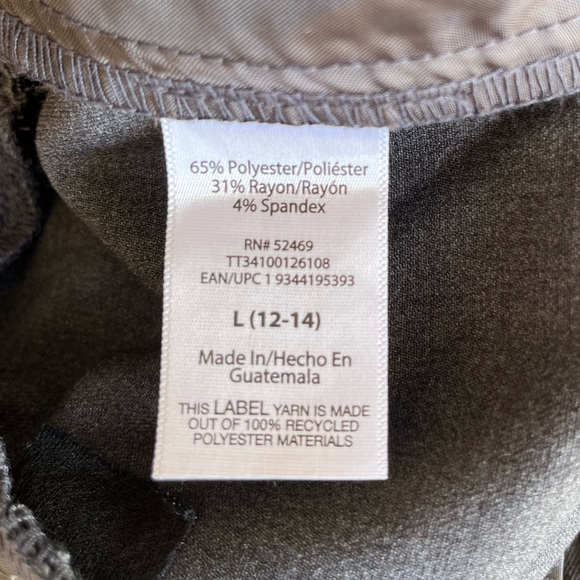 65% Polyester/Poliéster
31% Rayon/Rayón
4% Spandex
RN# 52469
TT34100126108
EAN/UPC 1 9344195393
L (12-14)
Made In/Hecho En
Guatemala
THIS LABEL YARN IS MADE
OUT OF 100% RECYCLED
POLYESTER MATERIALS